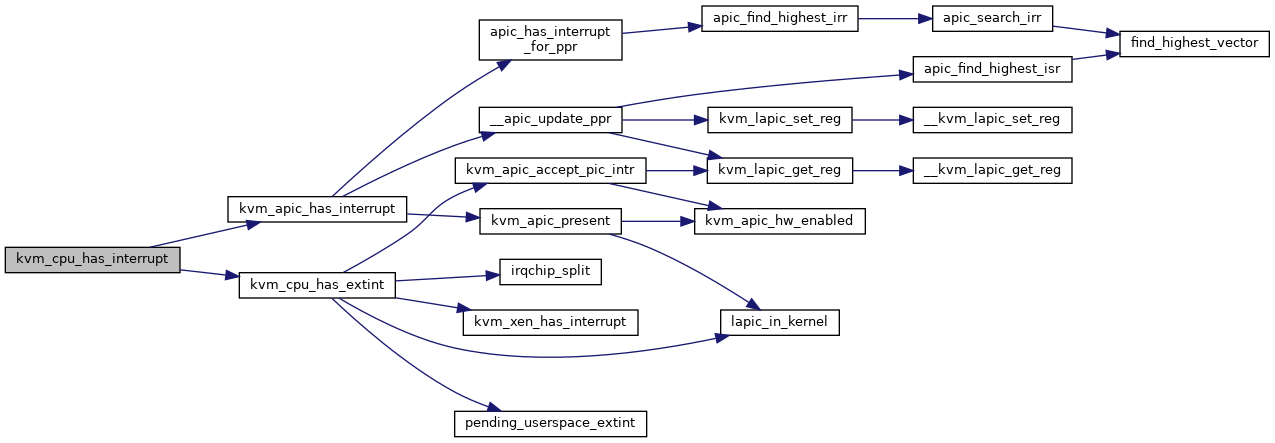 kvm_cpu_has_interrupt
kvm_apic_has_interrupt
kvm_cpu_has_extint
apic_has_interrupt
_for_ppr
__apic_update_ppr
kvm_apic_accept_pic_intr
kvm_apic_present
irqchip_split
kvm_xen_has_interrupt
pending_userspace_extint
apic_find_highest_irr
kvm_lapic_set_reg
kvm_lapic_get_reg
kvm_apic_hw_enabled
lapic_in_kernel
apic_search_irr
apic_find_highest_isr
__kvm_lapic_set_reg
__kvm_lapic_get_reg
find_highest_vector